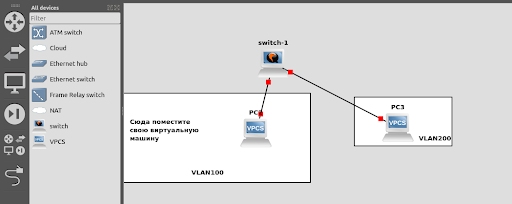 All devices
Filter
ATM switch
Cloud
Ethernet hub
Ethernet switch
Frame Relay switch
NAT
switch
VPCS
switch-1
Сюда поместите
свою виртуальную
машину
VPCS
VLAN100
PC3
VPCS
VLAN200